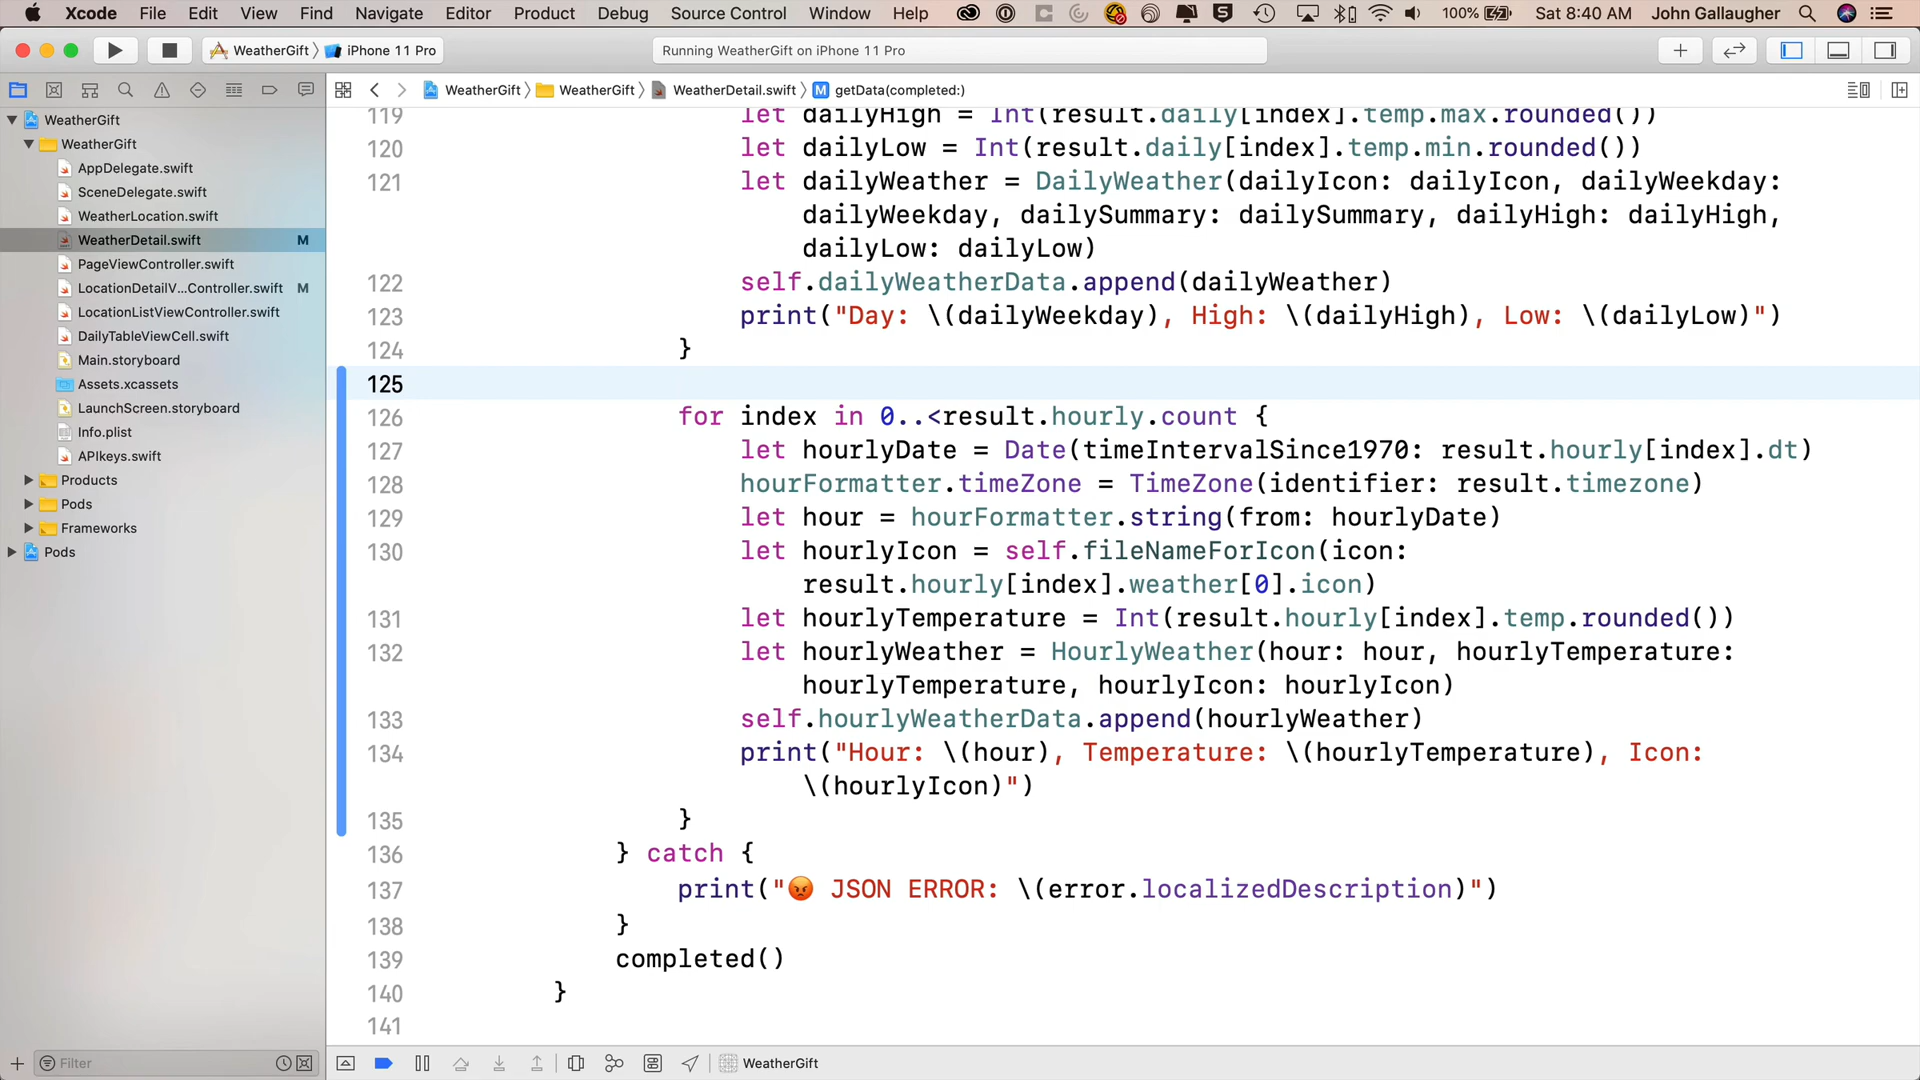 Xcode File Edit View Find Navigate Editor Product Debug Source Control Window Help 100% Sat 8:40 AM John Gallaugher
WeatherGift iPhone 11 Pro Running WeatherGift on iPhone 11 Pro
WeatherGift WeatherGift WeatherDetail.swift getData(completed:)
WeatherGift
WeatherGift
AppDelegate.swift
SceneDelegate.swift
WeatherLocation.swift
WeatherDetail.swift M
PageViewController.swift
LocationDetailV...Controller.swift M
LocationListViewController.swift
DailyTableViewCell.swift
Main.storyboard
Assets.xcassets
LaunchScreen.storyboard
Info.plist
APIkeys.swift
Products
Pods
Frameworks
Pods
119 let dailyHigh = Int(result.daily[index].temp.max.rounded())
120 let dailyLow = Int(result.daily[index].temp.min.rounded())
121 let dailyWeather = DailyWeather(dailyIcon: dailyIcon, dailyWeekday:
dailyWeekday, dailySummary: dailySummary, dailyHigh: dailyHigh,
dailyLow: dailyLow)
122 self.dailyWeatherData.append(dailyWeather)
123 print("Day: \(dailyWeekday), High: \(dailyHigh), Low: \(dailyLow)")
124 }
125
126 for index in 0..<result.hourly.count {
127 let hourlyDate = Date(timeIntervalSince1970: result.hourly[index].dt)
128 hourFormatter.timeZone = TimeZone(identifier: result.timezone)
129 let hour = hourFormatter.string(from: hourlyDate)
130 let hourlyIcon = self.fileNameForIcon(icon:
result.hourly[index].weather[0].icon)
131 let hourlyTemperature = Int(result.hourly[index].temp.rounded())
132 let hourlyWeather = HourlyWeather(hour: hour, hourlyTemperature:
hourlyTemperature, hourlyIcon: hourlyIcon)
133 self.hourlyWeatherData.append(hourlyWeather)
134 print("Hour: \(hour), Temperature: \(hourlyTemperature), Icon:
\(hourlyIcon)")
135 }
136 } catch {
137 print("😡 JSON ERROR: \(error.localizedDescription)")
138 }
139 completed()
140 }
141
Filter WeatherGift